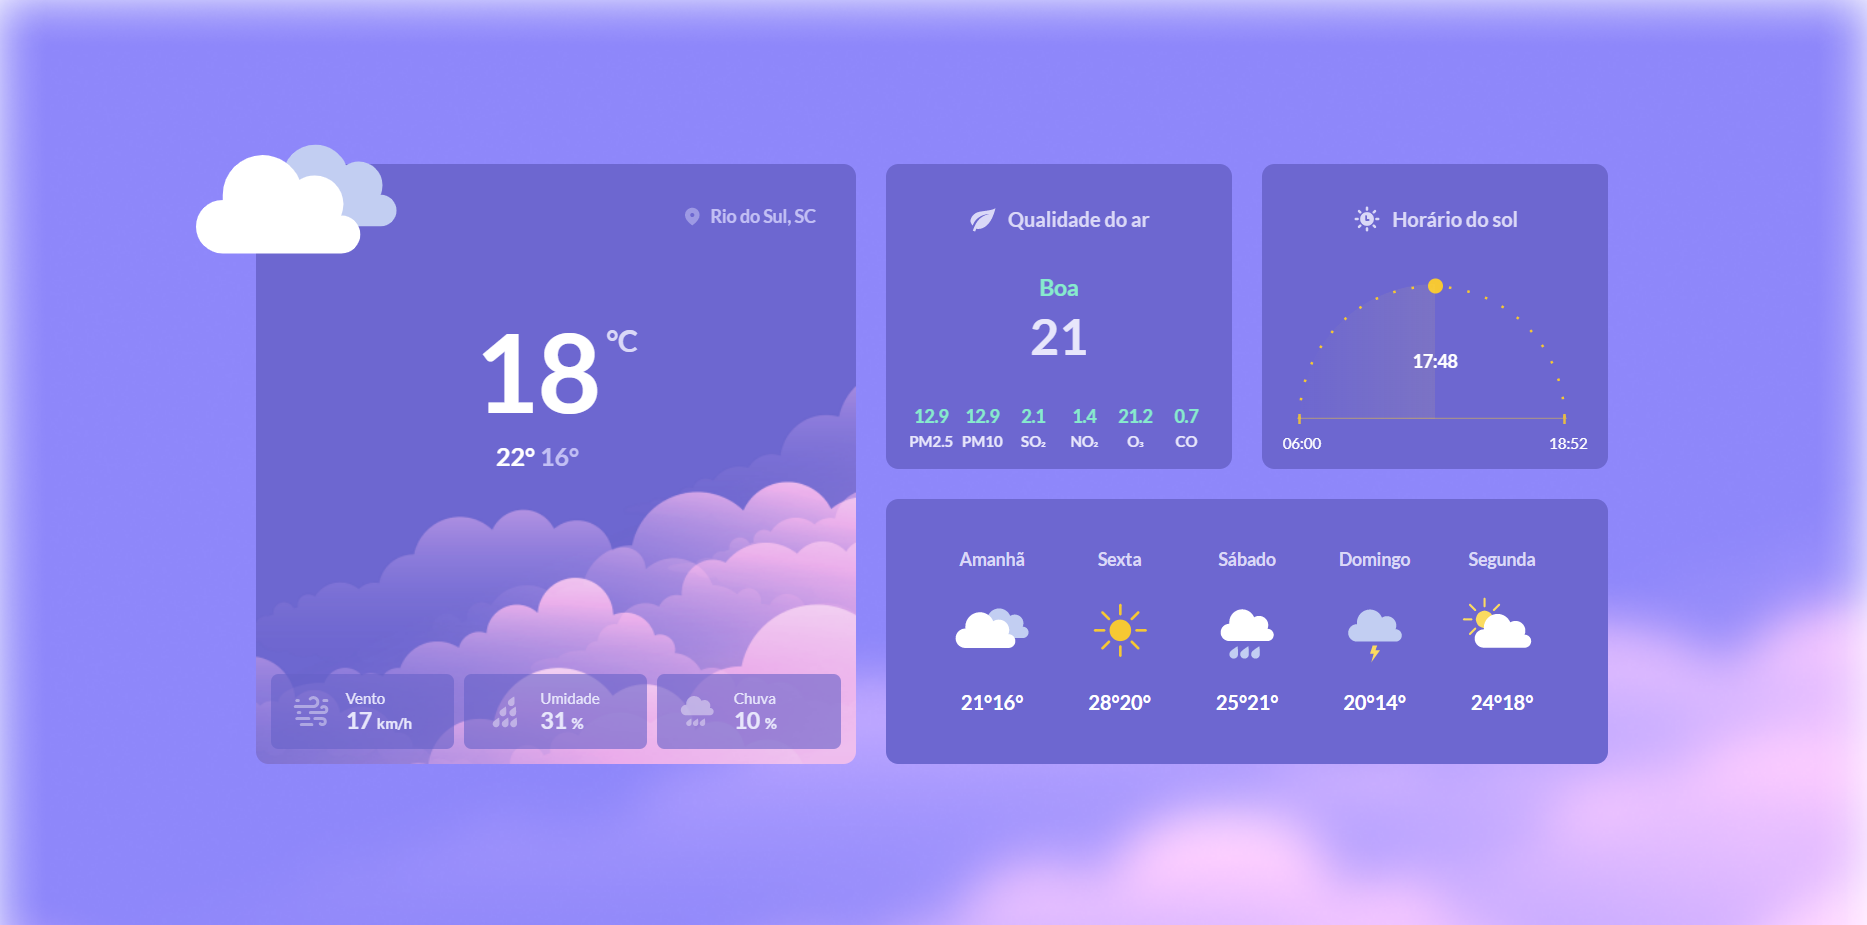 Rio do Sul, SC
18 °C
22° 16°
Vento
17 km/h
Umidade
31 %
Chuva
10 %
Qualidade do ar
Boa
21
12.9 12.9 2.1 1.4 21.2 0.7
PM2.5 PM10 SO₂ NO₂ O₃ CO
Horário do sol
17:48
06:00 18:52
Amanhã Sexta Sábado Domingo Segunda
21°16° 28°20° 25°21° 20°14° 24°18°